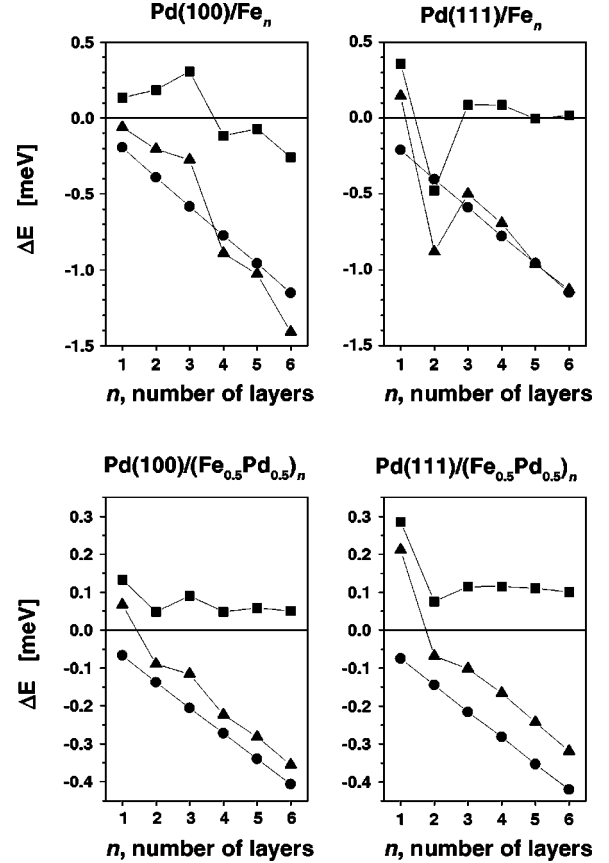 Pd(100)/Feₙ
0.5
0.0
-0.5
-1.0
-1.5
ΔE [meV]
1 2 3 4 5 6
n, number of layers
Pd(111)/Feₙ
0.5
0.0
-0.5
-1.0
-1.5
1 2 3 4 5 6
n, number of layers
Pd(100)/(Fe₀.₅Pd₀.₅)ₙ
0.3
0.2
0.1
0.0
-0.1
-0.2
-0.3
-0.4
ΔE [meV]
1 2 3 4 5 6
n, number of layers
Pd(111)/(Fe₀.₅Pd₀.₅)ₙ
0.3
0.2
0.1
0.0
-0.1
-0.2
-0.3
-0.4
1 2 3 4 5 6
n, number of layers